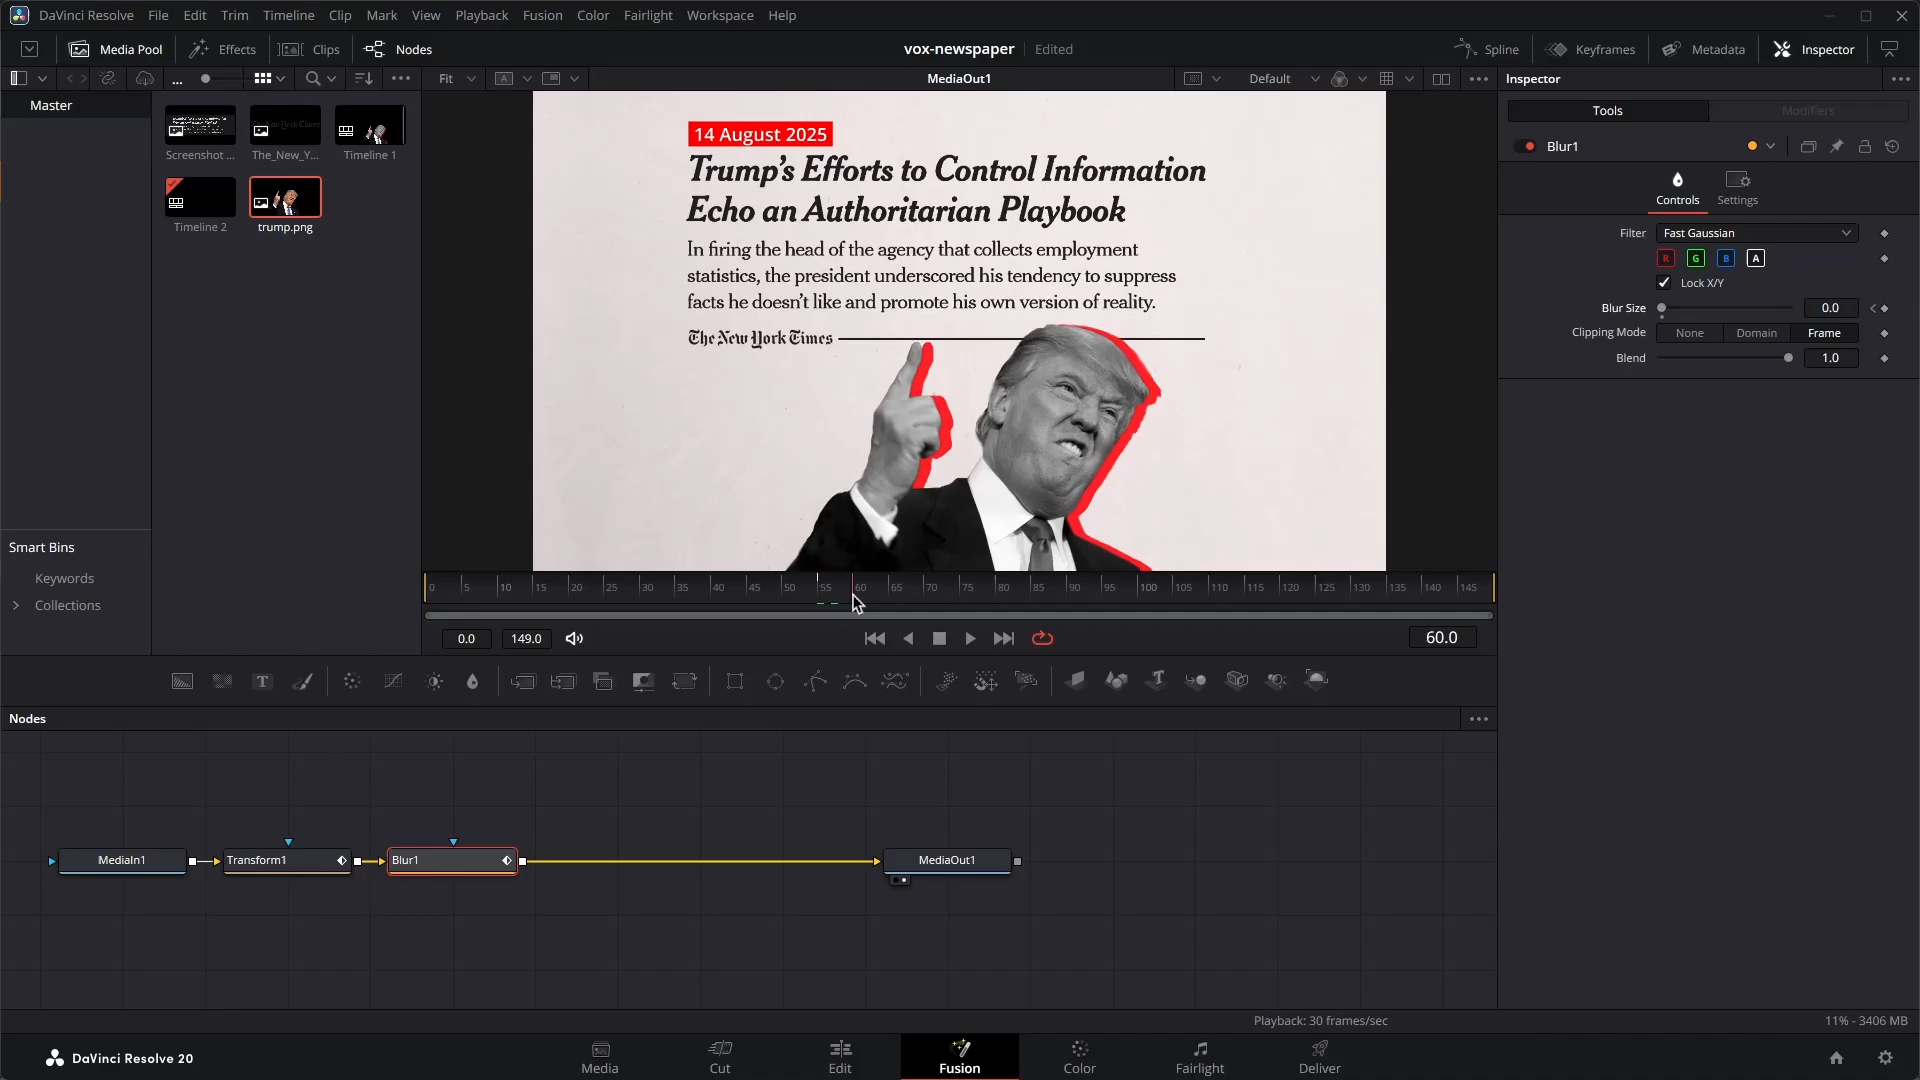 DaVinci Resolve File Edit Trim Timeline Clip Mark View Playback Fusion Color Fairlight Workspace Help
Media Pool Effects Clips Nodes vox-newspaper Edited Spline Keyframes Metadata Inspector
... Fit A MediaOut1 Default Inspector
Master
Screenshot ... The_New_Y... Timeline 1
Timeline 2 trump.png
Smart Bins
Keywords
Collections
14 August 2025
Trump’s Efforts to Control Information
Echo an Authoritarian Playbook
In firing the head of the agency that collects employment
statistics, the president underscored his tendency to suppress
facts he doesn’t like and promote his own version of reality.
The New York Times
Tools Modifiers
Blur1
Controls Settings
Filter Fast Gaussian
R G B A
Lock X/Y
Blur Size 0.0
Clipping Mode None Domain Frame
Blend 1.0
0 5 10 15 20 25 30 35 40 45 50 55 60 65 70 75 80 85 90 95 100 105 110 115 120 125 130 135 140 145
0.0 149.0 60.0
T T
Nodes
MediaIn1 Transform1 Blur1 MediaOut1
Playback: 30 frames/sec 11% - 3406 MB
DaVinci Resolve 20 Media Cut Edit Fusion Color Fairlight Deliver